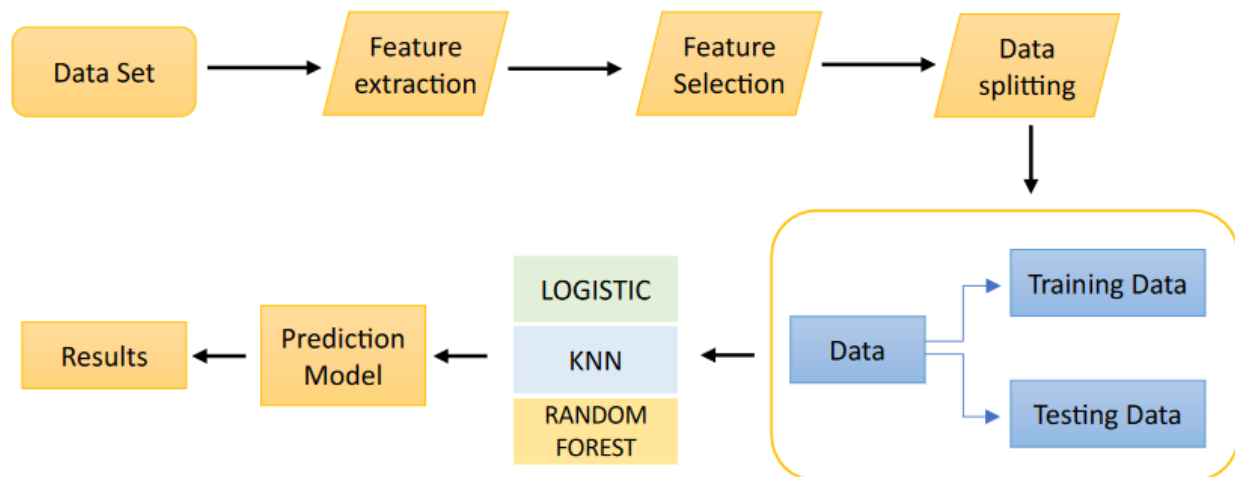 Data Set
Feature
extraction
Feature
Selection
Data
splitting
Training Data
Data
Testing Data
LOGISTIC
KNN
RANDOM
FOREST
Prediction
Model
Results